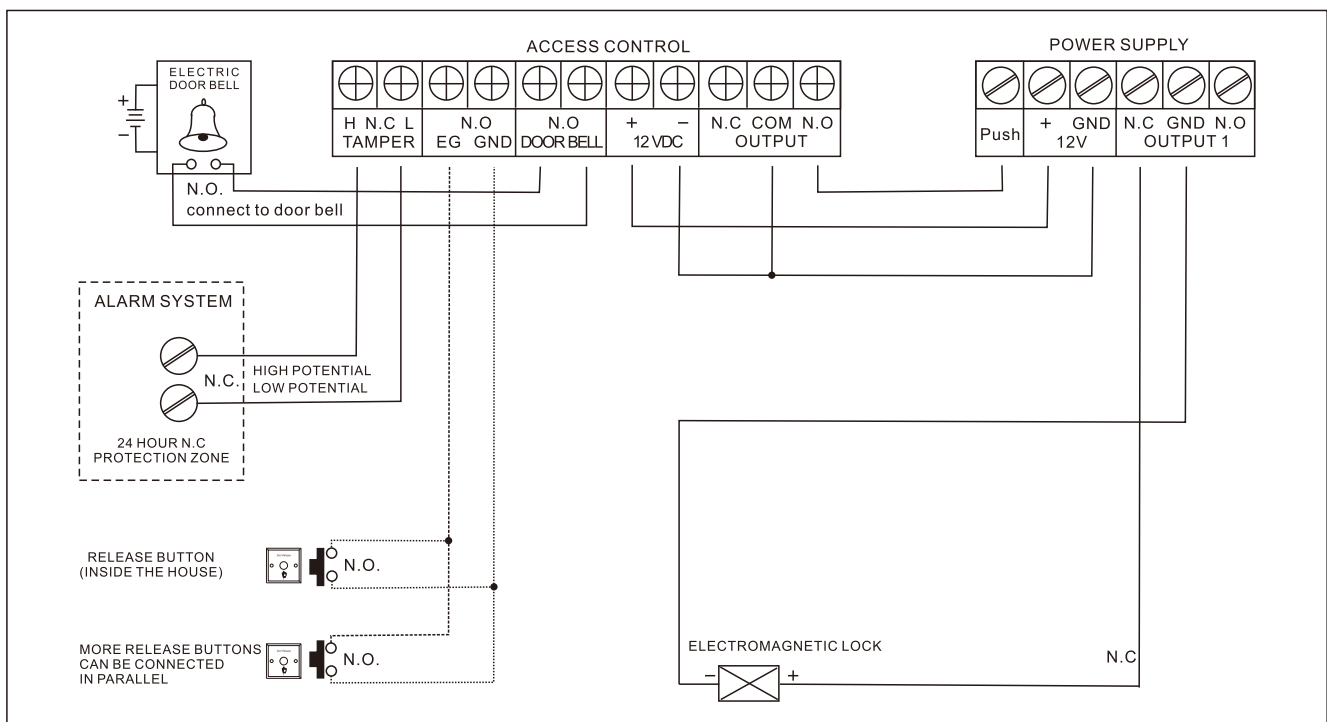 ACCESS CONTROL
POWER SUPPLY
ELECTRIC
DOOR BELL
+
−
H N.C L
TAMPER
N.O
EG GND
N.O
DOOR BELL
+ −
12 VDC
N.C COM N.O
OUTPUT
Push
+ GND
12V
N.C GND N.O
OUTPUT 1
N.O.
connect to door bell
ALARM SYSTEM
N.C.
HIGH POTENTIAL
LOW POTENTIAL
24 HOUR N.C
PROTECTION ZONE
RELEASE BUTTON
(INSIDE THE HOUSE)
N.O.
MORE RELEASE BUTTONS
CAN BE CONNECTED
IN PARALLEL
N.O.
ELECTROMAGNETIC LOCK
− +
N.C